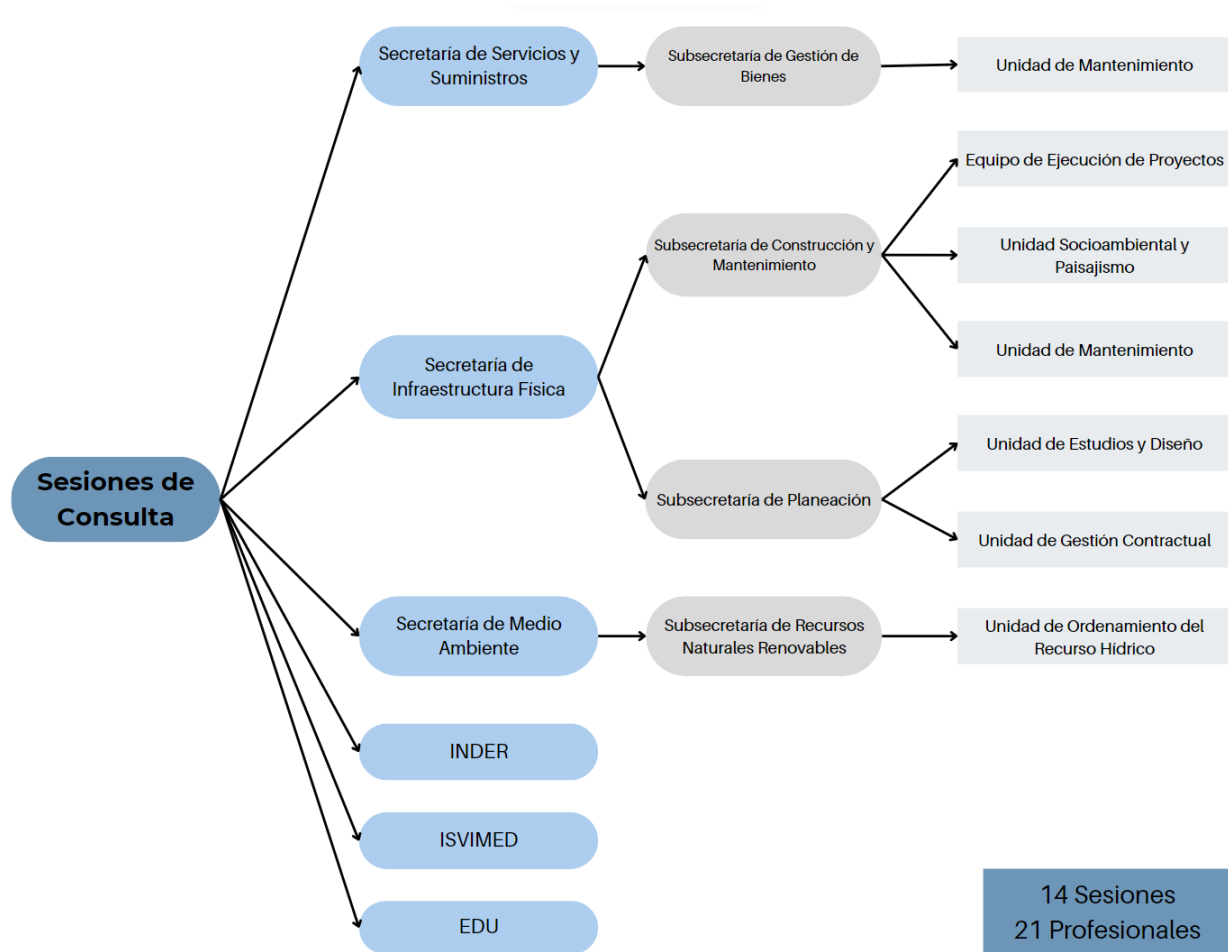 Secretaría de Servicios y
Suministros
Subsecretaría de Gestión de
Bienes
Unidad de Mantenimiento
Equipo de Ejecución de Proyectos
Subsecretaría de Construcción y
Mantenimiento
Unidad Socioambiental y
Paisajismo
Unidad de Mantenimiento
Secretaría de
Infraestructura Física
Unidad de Estudios y Diseño
Sesiones de
Consulta
Subsecretaría de Planeación
Unidad de Gestión Contractual
Secretaría de Medio
Ambiente
Subsecretaría de Recursos
Naturales Renovables
Unidad de Ordenamiento del
Recurso Hídrico
INDER
ISVIMED
EDU
14 Sesiones
21 Profesionales